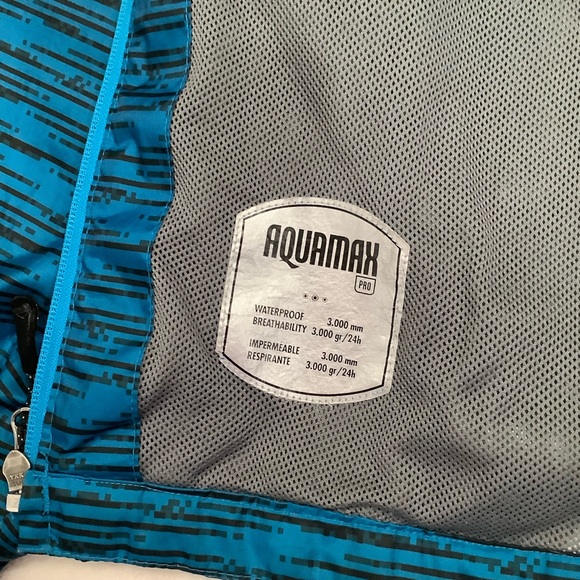 AQUAMAX
PRO
WATERPROOF 3.000 mm
BREATHABILITY 3.000 gr/24h
IMPERMEABLE 3.000 mm
RESPIRANTE 3.000 gr/24h